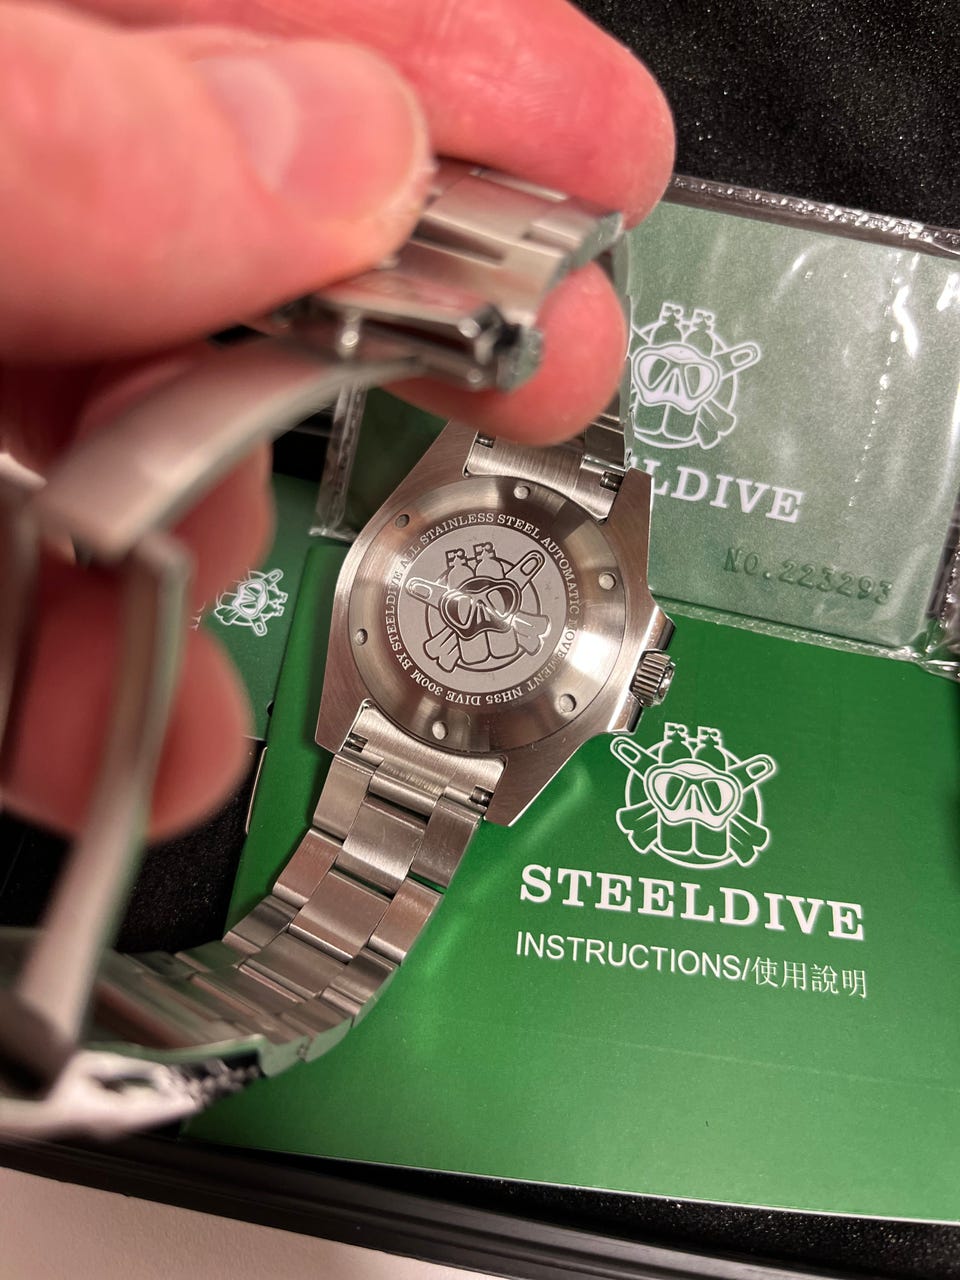 LDIVE
NO.223293
ALL STAINLESS STEEL AUTOMATIC MOVEMENT NH35 DIVE 300M BY STEELDIVE
STEELDIVE
INSTRUCTIONS/使用說明